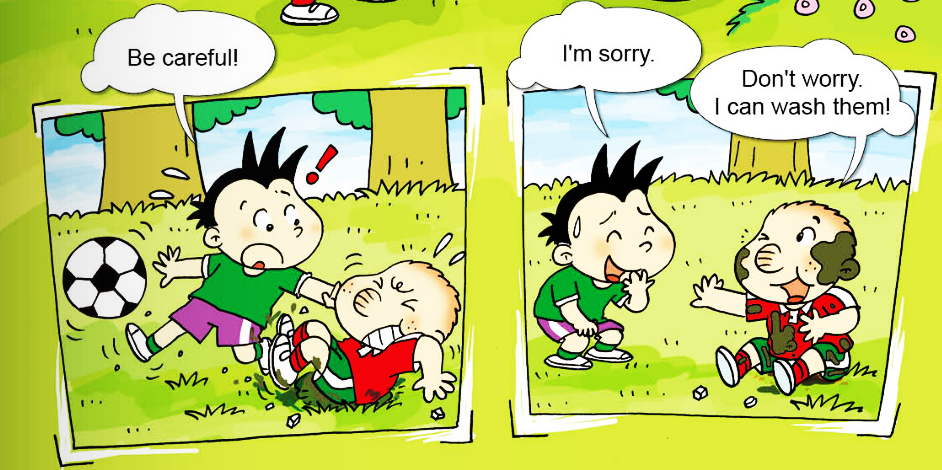 Be careful!
I'm sorry.
Don't worry.
I can wash them!